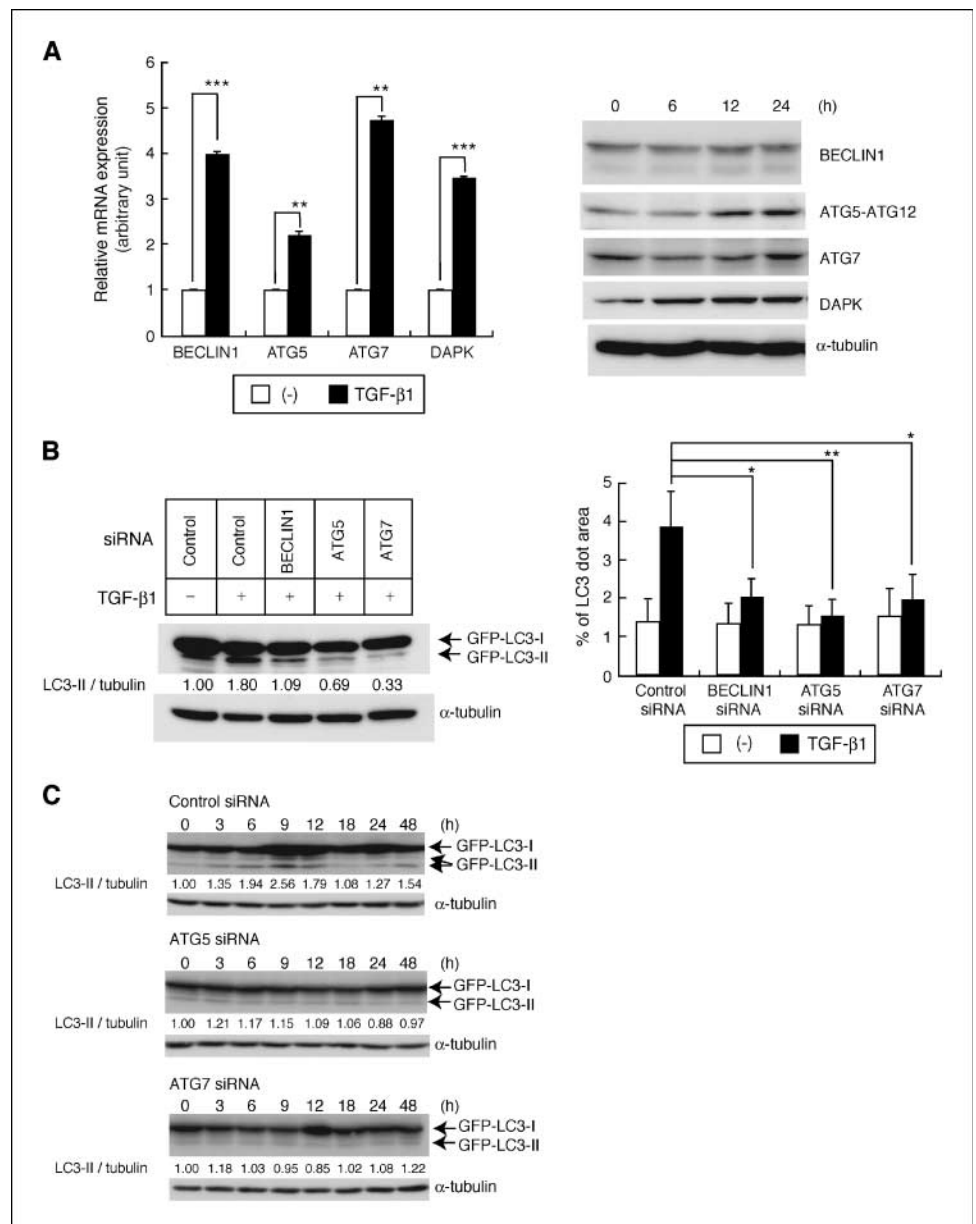 A
Relative mRNA expression
(arbitrary unit)
6
5
4
3
2
1
0
***
**
**
***
BECLIN1 ATG5 ATG7 DAPK
(-) TGF-β1
0 6 12 24 (h)
BECLIN1
ATG5-ATG12
ATG7
DAPK
α-tubulin
B
siRNA Control Control BECLIN1 ATG5 ATG7
TGF-β1 − + + + +
GFP-LC3-I
GFP-LC3-II
LC3-II / tubulin 1.00 1.80 1.09 0.69 0.33
α-tubulin
% of LC3 dot area
5
4
3
2
1
0
*
**
*
Control siRNA
BECLIN1 siRNA
ATG5 siRNA
ATG7 siRNA
(-) TGF-β1
C
Control siRNA
0 3 6 9 12 18 24 48 (h)
GFP-LC3-I
GFP-LC3-II
LC3-II / tubulin 1.00 1.35 1.94 2.56 1.79 1.08 1.27 1.54
α-tubulin
ATG5 siRNA
0 3 6 9 12 18 24 48 (h)
GFP-LC3-I
GFP-LC3-II
LC3-II / tubulin 1.00 1.21 1.17 1.15 1.09 1.06 0.88 0.97
α-tubulin
ATG7 siRNA
0 3 6 9 12 18 24 48 (h)
GFP-LC3-I
GFP-LC3-II
LC3-II / tubulin 1.00 1.18 1.03 0.95 0.85 1.02 1.08 1.22
α-tubulin